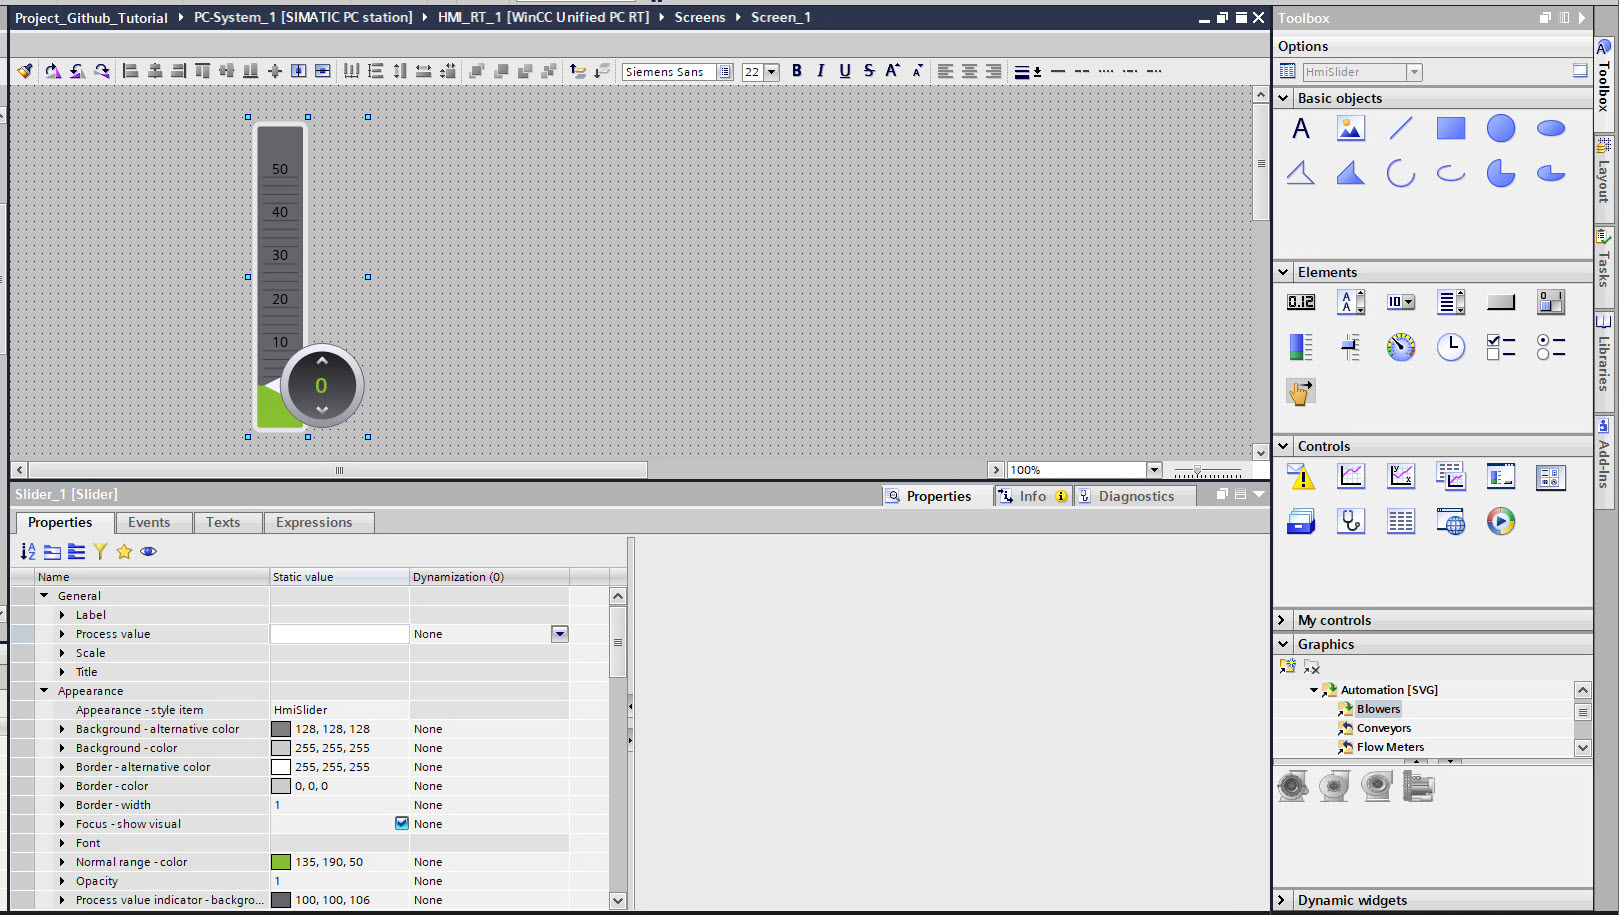 Project_Github_Tutorial ▸ PC-System_1 [SIMATIC PC station] ▸ HMI_RT_1 [WinCC Unified PC RT] ▸ Screens ▸ Screen_1
Siemens Sans
22
B I U S A A
50
40
30
20
10
0
100%
Slider_1 [Slider]
Properties
Info
Diagnostics
Properties
Events
Texts
Expressions
Name Static value Dynamization (0)
General
Label
Process value None
Scale
Title
Appearance
Appearance - style item HmiSlider
Background - alternative color 128, 128, 128 None
Background - color 255, 255, 255 None
Border - alternative color 255, 255, 255 None
Border - color 0, 0, 0 None
Border - width 1 None
Focus - show visual None
Font
Normal range - color 135, 190, 50 None
Opacity 1 None
Process value indicator - backgro... 100, 100, 106 None
Toolbox
Options
HmiSlider
Basic objects
A
Elements
0.12
A
A
10
0 1
Controls
My controls
Graphics
Automation [SVG]
Blowers
Conveyors
Flow Meters
Dynamic widgets
Toolbox
Layout
Tasks
Libraries
Add-Ins